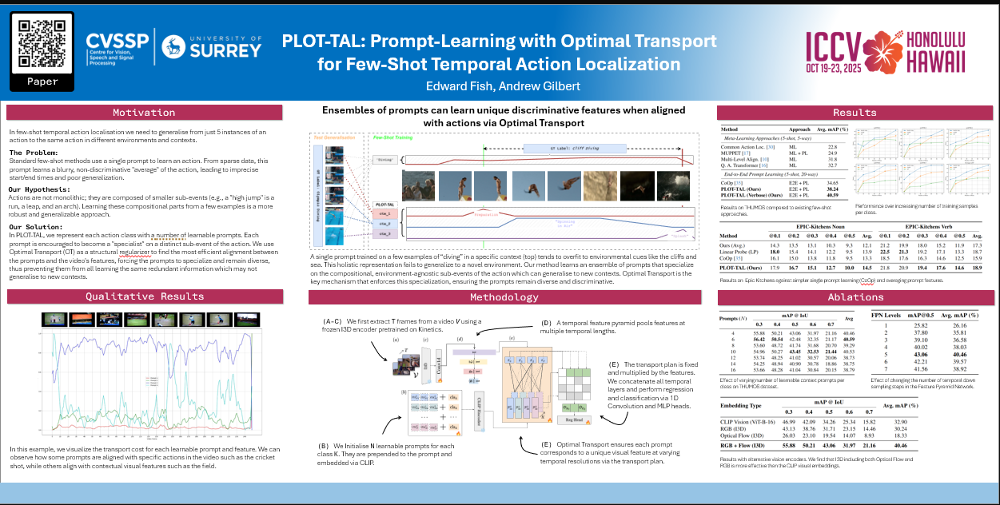 Paper
CVSSP
Centre for Vision,
Speech and Signal
Processing
UNIVERSITY OF
SURREY
PLOT-TAL: Prompt-Learning with Optimal Transport
for Few-Shot Temporal Action Localization
Edward Fish, Andrew Gilbert
ICCV
OCT 19-23, 2025
HONOLULU
HAWAII
Motivation
In few-shot temporal action localisation we need to generalise from just 5 instances of an
action to the same action in different environments and contexts.
The Problem:
Standard few-shot methods use a single prompt to learn an action. From sparse data, this
prompt learns a blurry, non-discriminative "average" of the action, leading to imprecise
start/end times and poor generalization.
Our Hypothesis:
Actions are not monolithic; they are composed of smaller sub-events (e.g., a "high jump" is a
run, a leap, and an arch). Learning these compositional parts from a few examples is a more
robust and generalizable approach.
Our Solution:
In PLOT-TAL, we represent each action class with a number of learnable prompts. Each
prompt is encouraged to become a "specialist" on a distinct sub-event of the action. We use
Optimal Transport (OT) as a structural regularizer to find the most efficient alignment between
the prompts and the video's features, forcing the prompts to specialize and remain diverse,
thus preventing them from all learning the same redundant information which may not
generalise to new contexts.
Qualitative Results
In this example, we visualize the transport cost for each learnable prompt and feature. We can
observe how some prompts are aligned with specific actions in the video such as the cricket
shot, while others align with contextual visual features such as the field.
Ensembles of prompts can learn unique discriminative features when aligned
with actions via Optimal Transport
Test Generalisation
Few-Shot Training
GT Label: Cliff Diving
"Diving"
PLOT-TAL
ctx_1
ctx_2
ctx_3
Preparation
"Spinning
in Air"
"Splash"
A single prompt trained on a few examples of "diving" in a specific context (top) tends to overfit to environmental cues like the cliffs and
sea. This holistic representation fails to generalize to a novel environment. Our method learns an ensemble of prompts that specialize
on the compositional, environment-agnostic sub-events of the action which can generalise to new contexts. Optimal Transport is the
key mechanism that enforces this specialization, ensuring the prompts remain diverse and discriminative.
Methodology
(A-C) We first extract T frames from a video V using a
frozen I3D encoder pretrained on Kinetics.
(D) A temporal feature pyramid pools features at
multiple temporal lengths.
(a) (b) (c) (d) (e)
I3D
Conv1d
CLIP Encoder
Reg Head
(E) The transport plan is fixed
and multiplied by the features.
We concatenate all temporal
layers and perform regression
and classification via 1D
Convolution and MLP heads.
(B) We Initialise N learnable prompts for each
class K. They are prepended to the prompt and
embedded via CLIP.
(E) Optimal Transport ensures each prompt
corresponds to a unique visual feature at varying
temporal resolutions via the transport plan.
Results
Method Approach Avg. mAP (%)
Meta-Learning Approaches (5-shot, 5-way)
Common Action Loc. [30] ML 22.8
MUPPET [17] ML + PL 24.9
Multi-Level Align. [10] ML 31.8
Q. A. Transformer [16] ML 32.7
End-to-End Prompt Learning (5-shot, 20-way)
CoOp [35] E2E + PL 34.65
PLOT-TAL (Ours) E2E + PL 38.24
PLOT-TAL (Verbose) (Ours) E2E + PL 40.59
Results on THUMOS compared to existing few-shot
approaches.
Performance over increasing number of training samples
per class.
EPIC-Kitchens Noun EPIC-Kitchens Verb
Method @0.1 @0.2 @0.3 @0.4 @0.5 Avg. @0.1 @0.2 @0.3 @0.4 @0.5 Avg.
Ours (Avg.) 14.3 13.5 13.1 10.3 9.3 12.1 21.2 19.9 18.0 15.2 11.9 17.3
Linear Probe (LP) 18.0 15.4 14.1 12.2 9.5 13.9 22.5 21.3 19.2 17.1 13.3 18.7
CoOp [35] 16.1 15.0 13.8 11.8 9.5 13.3 18.5 17.6 16.3 14.6 12.5 15.9
PLOT-TAL (Ours) 17.9 16.7 15.1 12.7 10.0 14.5 21.8 20.9 19.4 17.6 14.6 18.9
Results on Epic Kitchens against simpler single prompt learning (CoOp) and averaging prompt features.
Ablations
Prompts (N) mAP @ IoU Avg
0.3 0.4 0.5 0.6 0.7
4 55.88 50.21 43.06 31.97 21.16 40.46
6 56.42 50.54 42.48 32.35 21.17 40.59
8 53.60 48.72 41.74 31.68 20.70 39.29
10 54.96 50.27 43.45 32.53 21.44 40.53
12 53.74 48.25 41.02 30.57 20.06 38.73
14 54.25 48.94 40.90 30.78 18.86 38.75
16 53.66 48.28 41.04 30.84 20.15 38.79
Effect of varying number of learnable context prompts per
class on THUMOS dataset.
FPN Levels mAP@0.5 Avg. mAP (%)
1 25.82 26.16
2 37.80 35.81
3 39.10 36.58
4 40.02 38.03
5 43.06 40.46
6 42.21 39.57
7 41.56 38.92
Effect of changing the number of temporal down
sampling steps in the Feature Pyramid Network.
Embedding Type mAP @ IoU Avg. mAP (%)
0.3 0.4 0.5 0.6 0.7
CLIP Vision (ViT-B-16) 46.99 42.09 34.26 25.34 15.82 32.90
RGB (I3D) 43.13 38.76 31.71 23.15 14.46 30.24
Optical Flow (I3D) 26.03 23.10 19.54 14.07 8.93 18.33
RGB + Flow (I3D) 55.88 50.21 43.06 31.97 21.16 40.46
Results with alternative vision encoders. We find that I3D including both Optical Flow and
RGB is more effective then the CLIP visual embeddings.